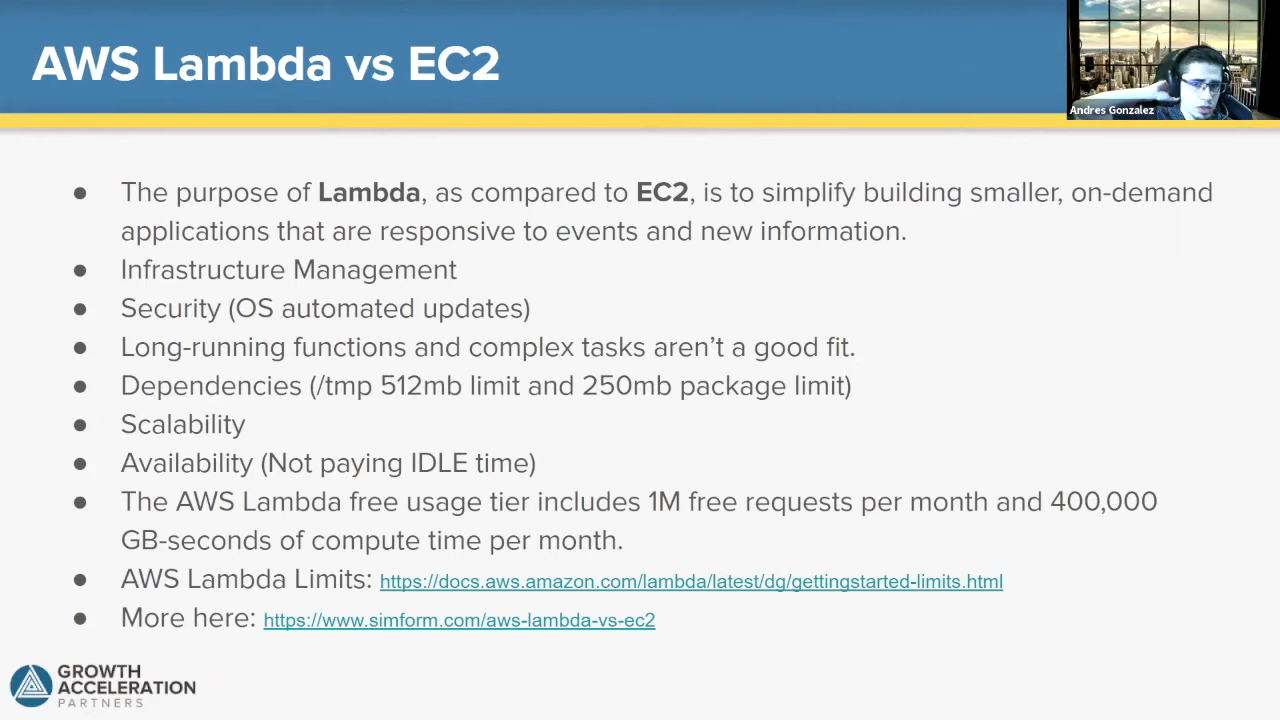 AWS Lambda vs EC2
Andres Gonzalez
● The purpose of Lambda, as compared to EC2, is to simplify building smaller, on-demand
applications that are responsive to events and new information.
● Infrastructure Management
● Security (OS automated updates)
● Long-running functions and complex tasks aren’t a good fit.
● Dependencies (/tmp 512mb limit and 250mb package limit)
● Scalability
● Availability (Not paying IDLE time)
● The AWS Lambda free usage tier includes 1M free requests per month and 400,000
GB-seconds of compute time per month.
● AWS Lambda Limits: https://docs.aws.amazon.com/lambda/latest/dg/gettingstarted-limits.html
● More here: https://www.simform.com/aws-lambda-vs-ec2
GROWTH
ACCELERATION
PARTNERS